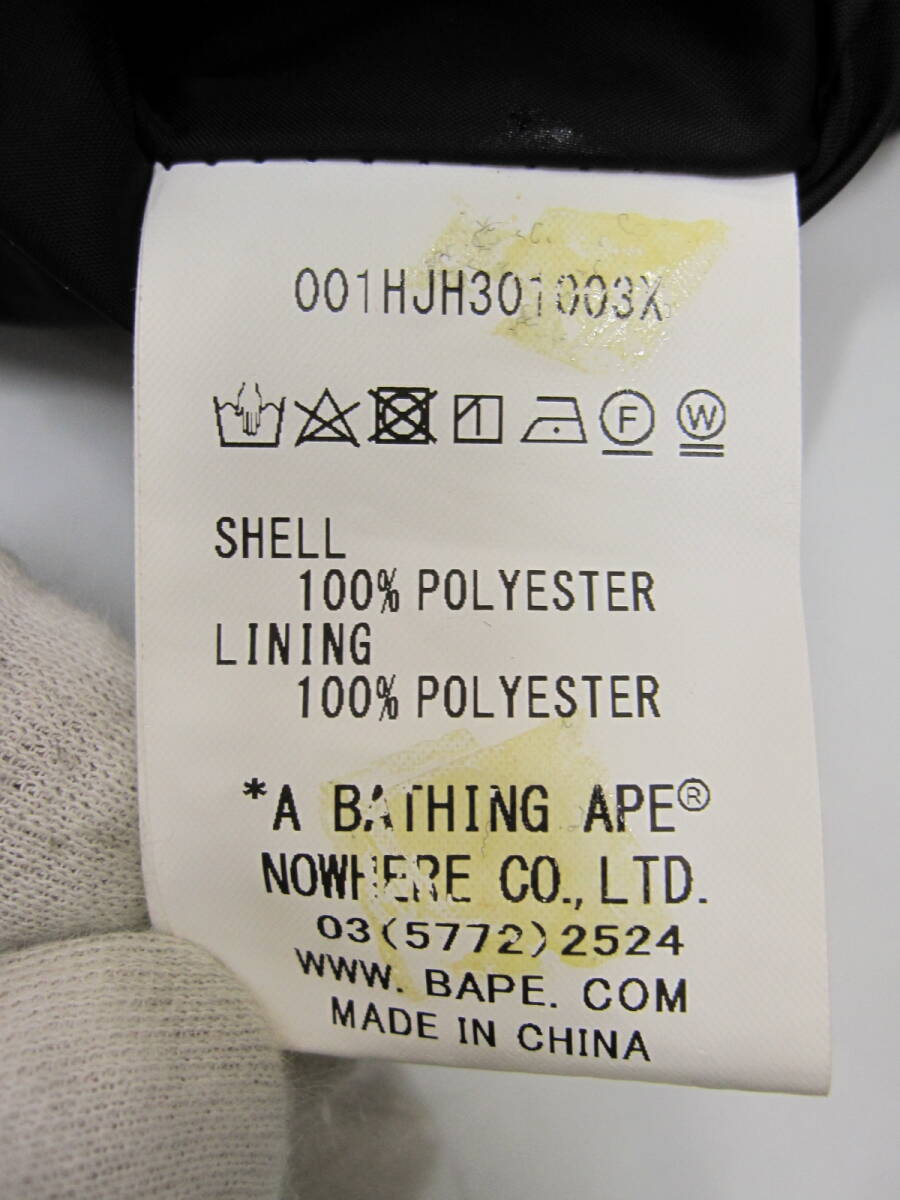 001HJH301003X
F W
SHELL
100% POLYESTER
LINING
100% POLYESTER
*A BATHING APE®
NOWHERE CO., LTD.
03(5772)2524
WWW. BAPE. COM
MADE IN CHINA